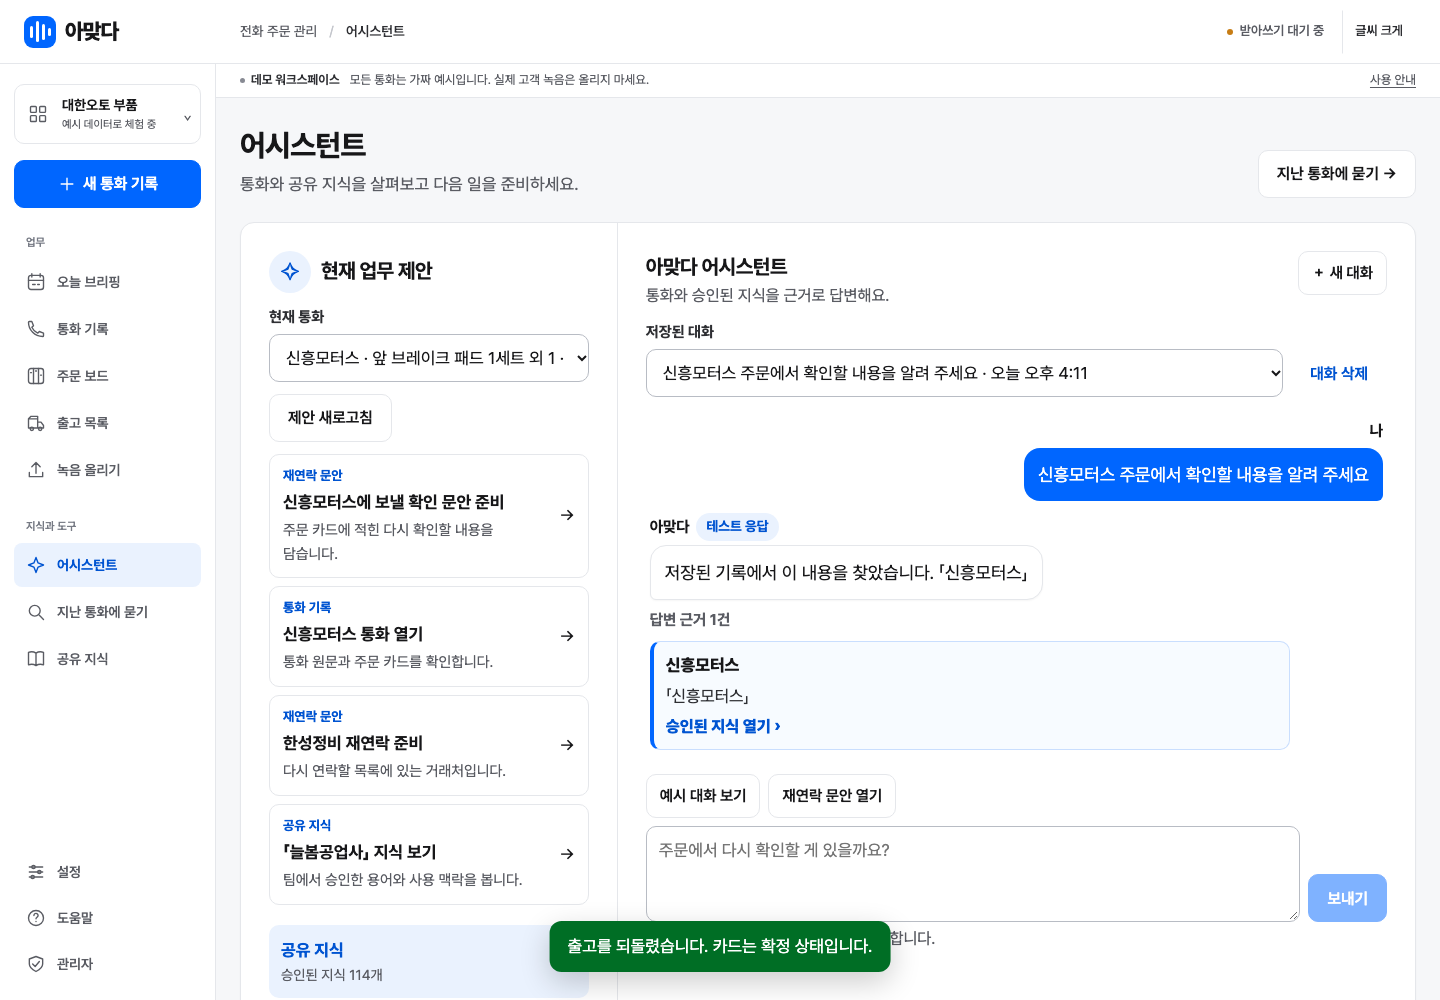 아맞다
전화 주문 관리 / 어시스턴트
받아쓰기 대기 중
글씨 크게
데모 워크스페이스 모든 통화는 가짜 예시입니다. 실제 고객 녹음은 올리지 마세요.
사용 안내
대한오토 부품
예시 데이터로 체험 중
+ 새 통화 기록
업무
오늘 브리핑
통화 기록
주문 보드
출고 목록
녹음 올리기
지식과 도구
어시스턴트
지난 통화에 묻기
공유 지식
설정
도움말
관리자
어시스턴트
통화와 공유 지식을 살펴보고 다음 일을 준비하세요.
지난 통화에 묻기 →
현재 업무 제안
현재 통화
신흥모터스 · 앞 브레이크 패드 1세트 외 1 ·
제안 새로고침
재연락 문안
신흥모터스에 보낼 확인 문안 준비
주문 카드에 적힌 다시 확인할 내용을
담습니다.
→
통화 기록
신흥모터스 통화 열기
통화 원문과 주문 카드를 확인합니다.
→
재연락 문안
한성정비 재연락 준비
다시 연락할 목록에 있는 거래처입니다.
→
공유 지식
「늘봄공업사」 지식 보기
팀에서 승인한 용어와 사용 맥락을 봅니다.
→
공유 지식
승인된 지식 114개
아맞다 어시스턴트
통화와 승인된 지식을 근거로 답변해요.
+ 새 대화
저장된 대화
신흥모터스 주문에서 확인할 내용을 알려 주세요 · 오늘 오후 4:11
대화 삭제
나
신흥모터스 주문에서 확인할 내용을 알려 주세요
아맞다 테스트 응답
저장된 기록에서 이 내용을 찾았습니다. 「신흥모터스」
답변 근거 1건
신흥모터스
「신흥모터스」
승인된 지식 열기 ›
예시 대화 보기
재연락 문안 열기
주문에서 다시 확인할 게 있을까요?
보내기
합니다.
출고를 되돌렸습니다. 카드는 확정 상태입니다.